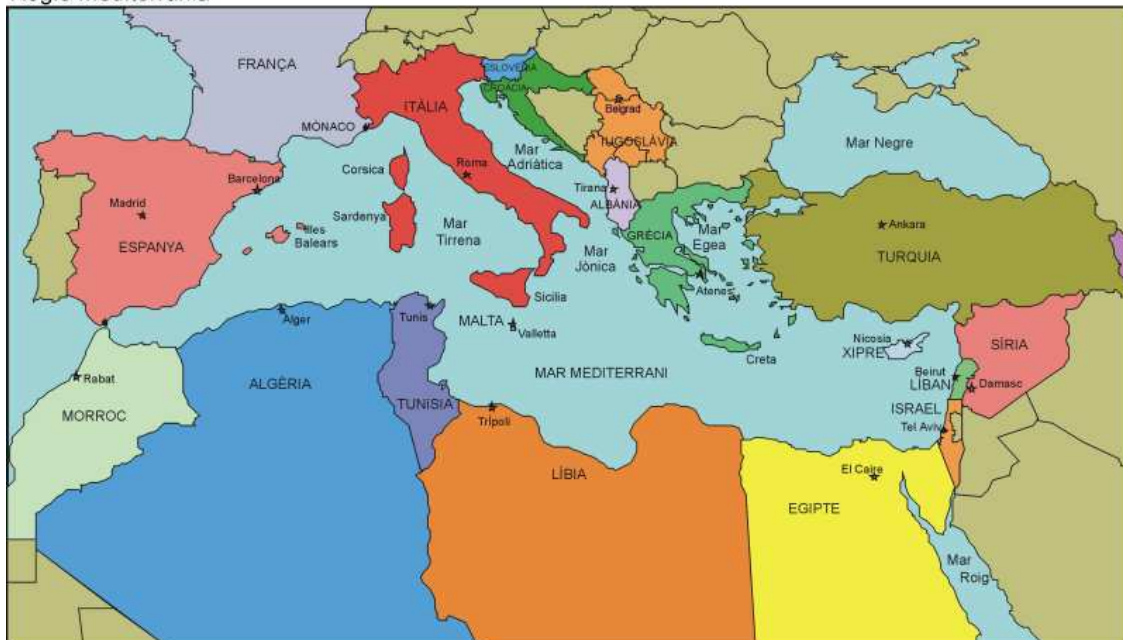 Regió mediterrània
FRANÇA
ESLOVÈNIA
CROÀCIA
ITÀLIA
Belgrad
IUGOSLÀVIA
MÒNACO
Mar
Adriàtica
Mar Negre
Corsica
Roma
Barcelona
Tirana
ALBÀNIA
Madrid
Sardenya
Mar
Tirrena
Illes
Balears
ESPANYA
GRÈCIA
Mar
Egea
Ankara
TURQUIA
Mar
Jònica
Atenes
Sicilia
Alger
Tunis
MALTA
Valletta
Nicosia
XIPRE
SÍRIA
Creta
Rabat
MAR MEDITERRANI
Beirut
LÍBAN
Damasc
ALGÈRIA
TUNíSIA
MORROC
ISRAEL
Tel Aviv
Trípoli
LÍBIA
El Caire
EGIPTE
Mar
Roig